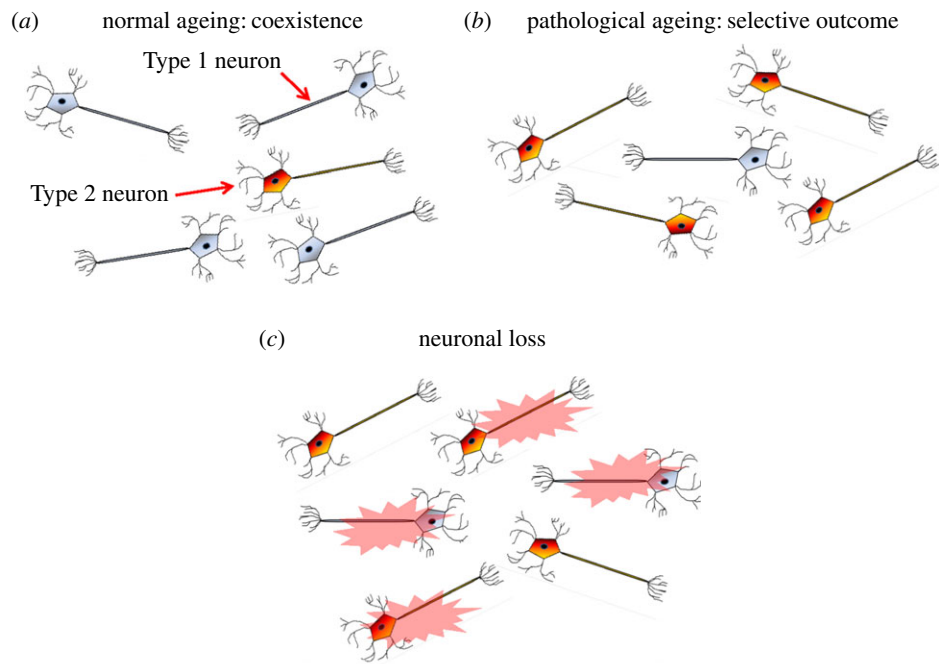 (a) normal ageing: coexistence
(b) pathological ageing: selective outcome
Type 1 neuron
Type 2 neuron
(c) neuronal loss